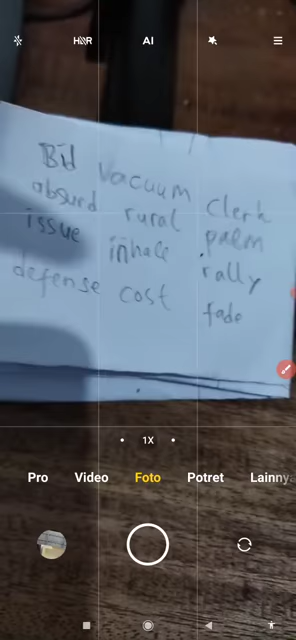 HDR AI
Bid vacuum clerk
absurd rural palm
issue inhale rally
defense cost fade
1X
Pro Video Foto Potret Lainnya